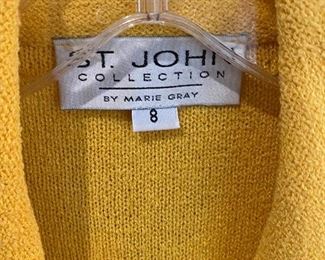 ST. JOHN
COLLECTION
BY MARIE GRAY
8